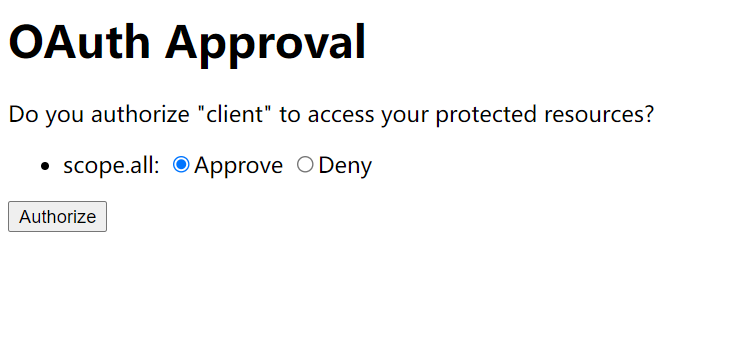 OAuth Approval
Do you authorize "client" to access your protected resources?
scope.all: Approve Deny
Authorize